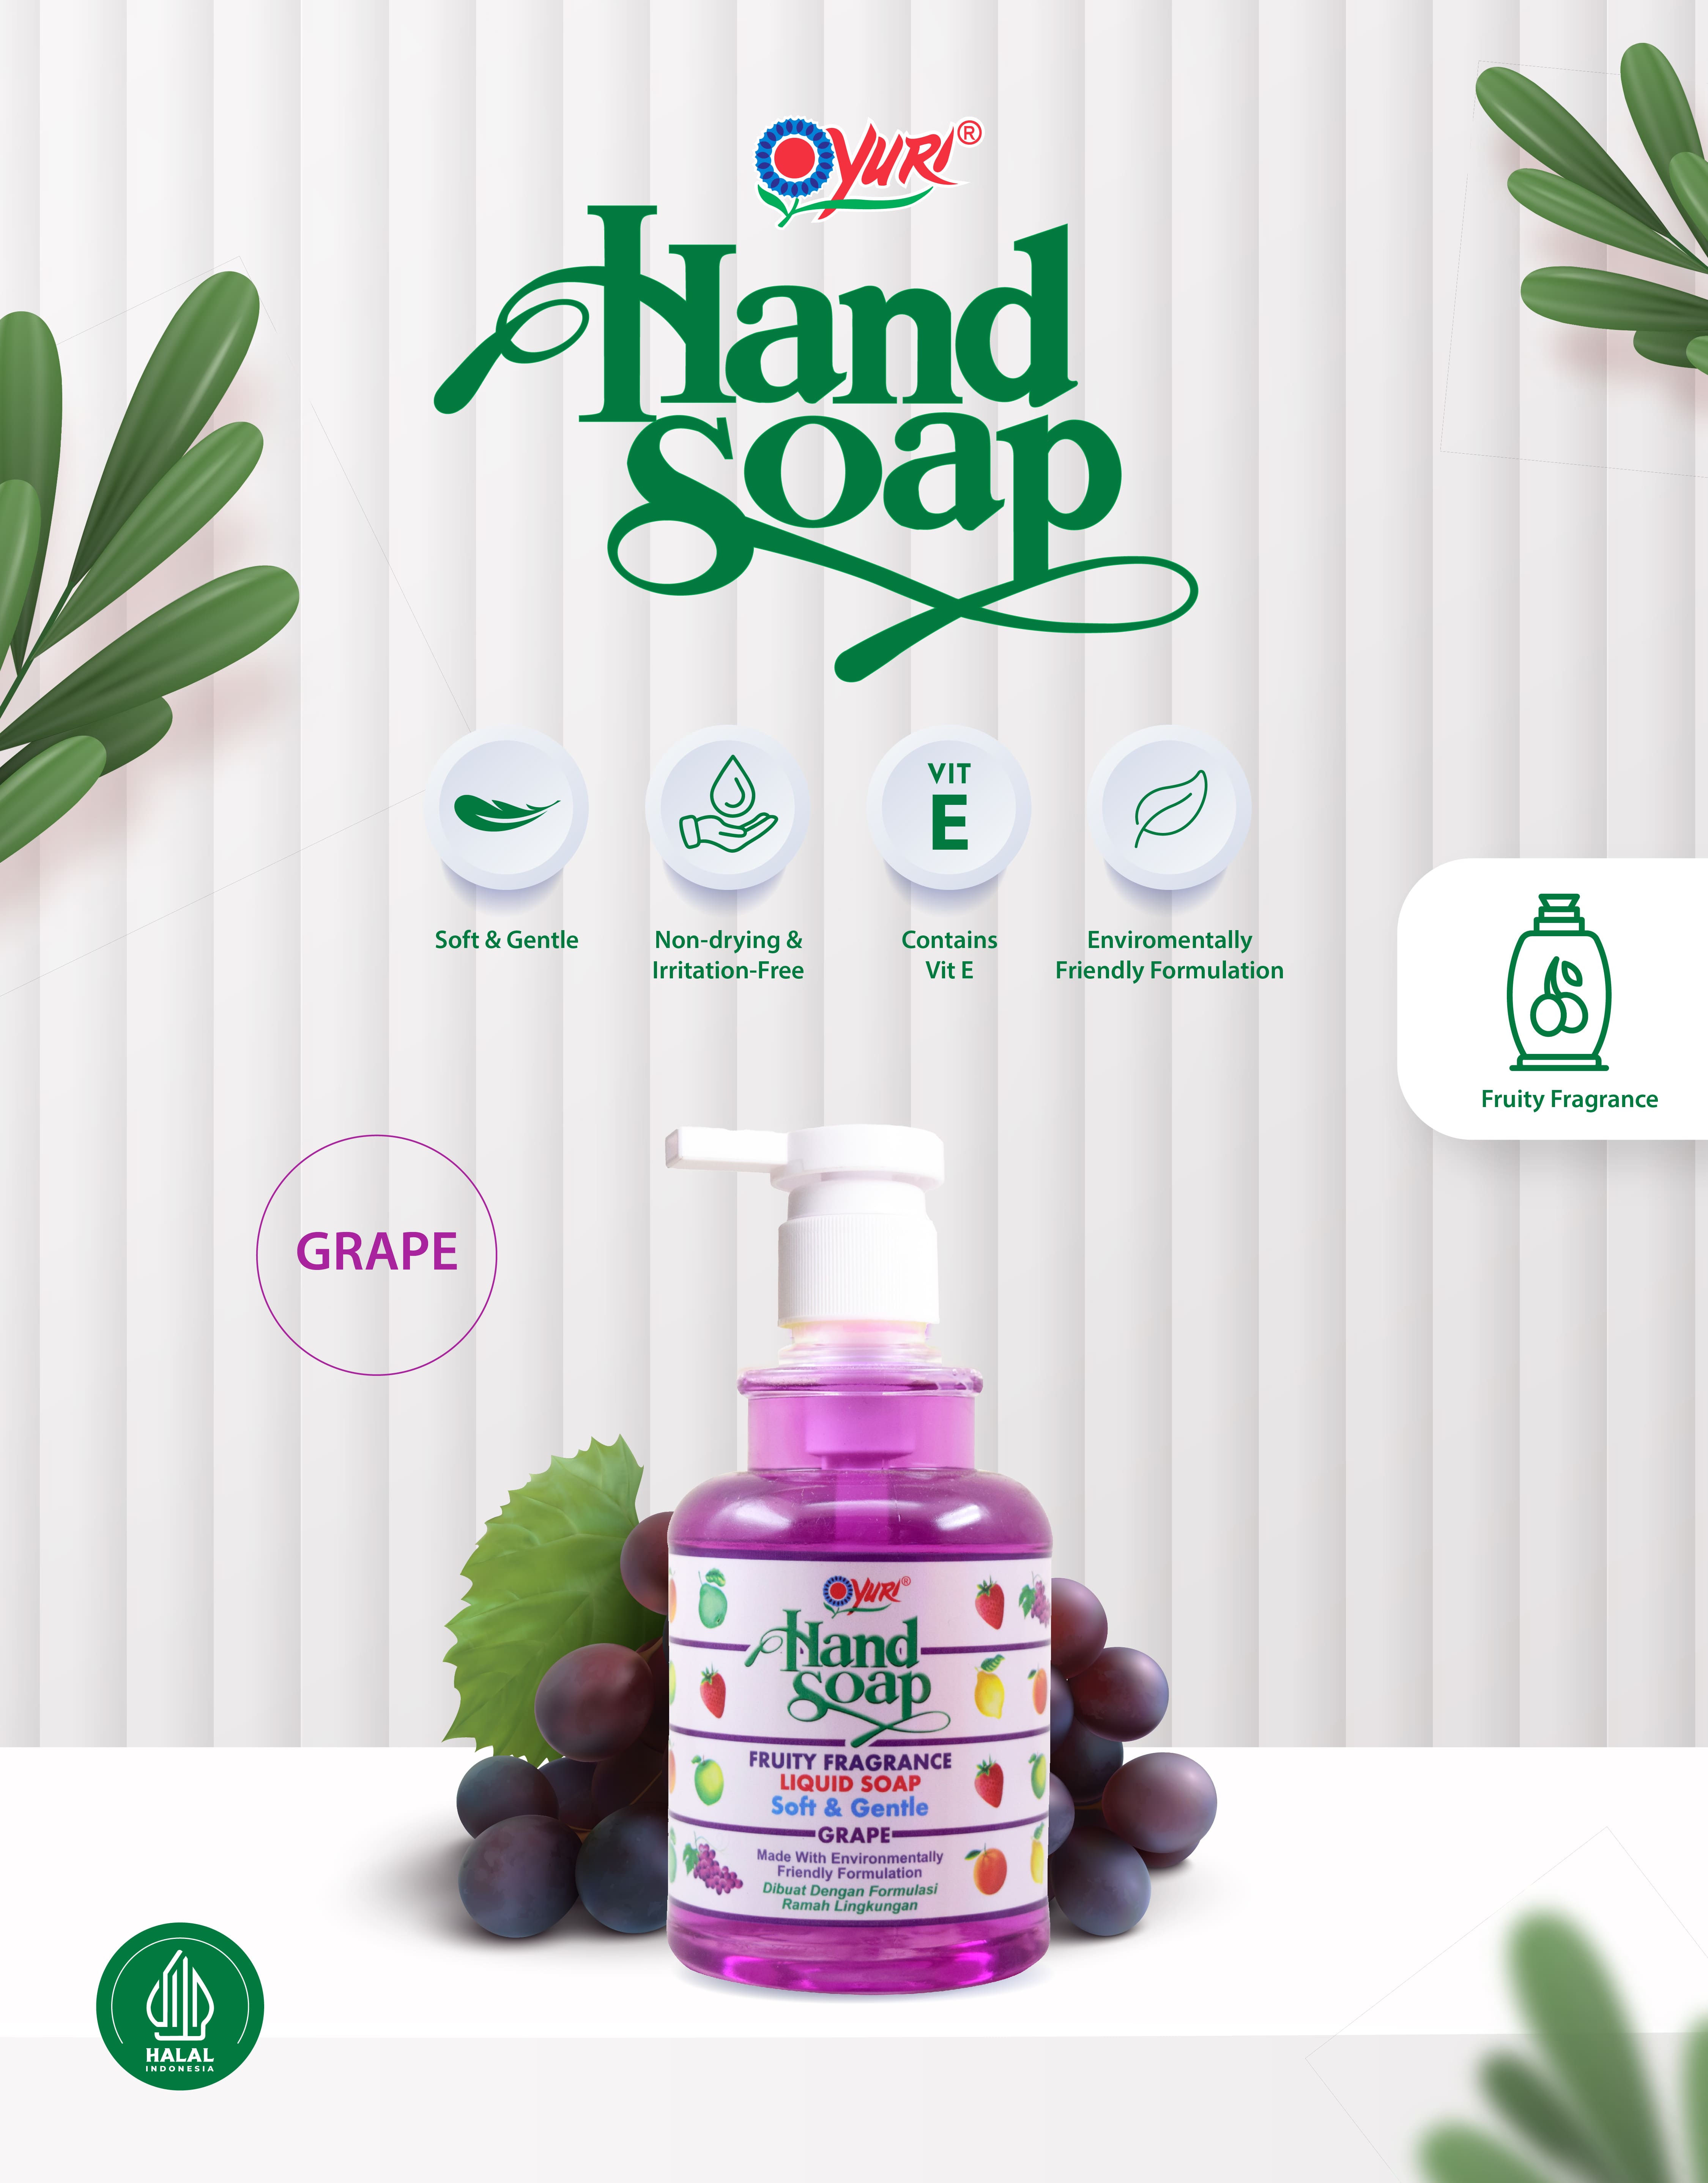 YURI®
Hand
Soap
VIT
E
Soft & Gentle
Non-drying &
Irritation-Free
Contains
Vit E
Enviromentally
Friendly Formulation
Fruity Fragrance
GRAPE
YURI®
Hand
Soap
FRUITY FRAGRANCE
LIQUID SOAP
Soft & Gentle
GRAPE
Made With Environmentally
Friendly Formulation
Dibuat Dengan Formulasi
Ramah Lingkungan
HALAL
INDONESIA